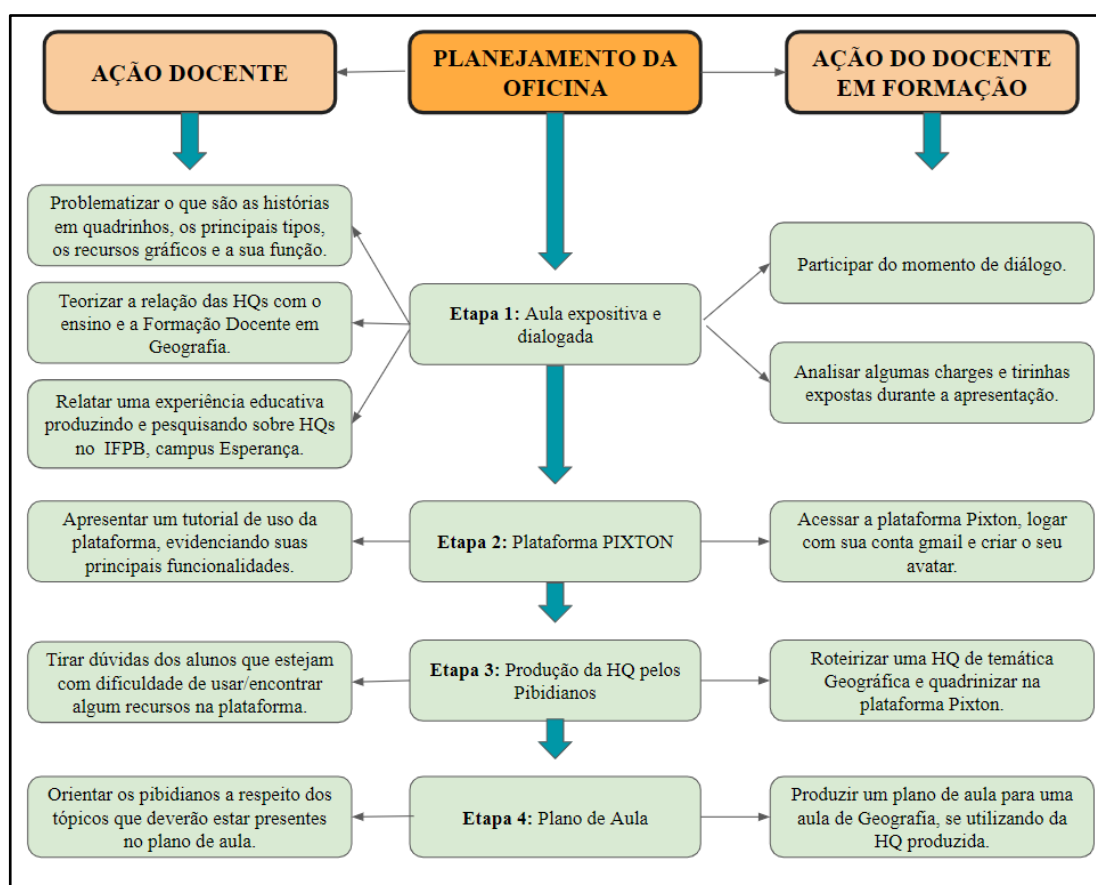 AÇÃO DOCENTE
PLANEJAMENTO DA
OFICINA
AÇÃO DO DOCENTE
EM FORMAÇÃO
Problematizar o que são as histórias
em quadrinhos, os principais tipos,
os recursos gráficos e a sua função.
Teorizar a relação das HQs com o
ensino e a Formação Docente em
Geografia.
Relatar uma experiência educativa
produzindo e pesquisando sobre HQs
no IFPB, campus Esperança.
Etapa 1: Aula expositiva e
dialogada
Participar do momento de diálogo.
Analisar algumas charges e tirinhas
expostas durante a apresentação.
Apresentar um tutorial de uso da
plataforma, evidenciando suas
principais funcionalidades.
Etapa 2: Plataforma PIXTON
Acessar a plataforma Pixton, logar
com sua conta gmail e criar o seu
avatar.
Tirar dúvidas dos alunos que estejam
com dificuldade de usar/encontrar
algum recursos na plataforma.
Etapa 3: Produção da HQ pelos
Pibidianos
Roteirizar uma HQ de temática
Geográfica e quadrinizar na
plataforma Pixton.
Orientar os pibidianos a respeito dos
tópicos que deverão estar presentes
no plano de aula.
Etapa 4: Plano de Aula
Produzir um plano de aula para uma
aula de Geografia, se utilizando da
HQ produzida.